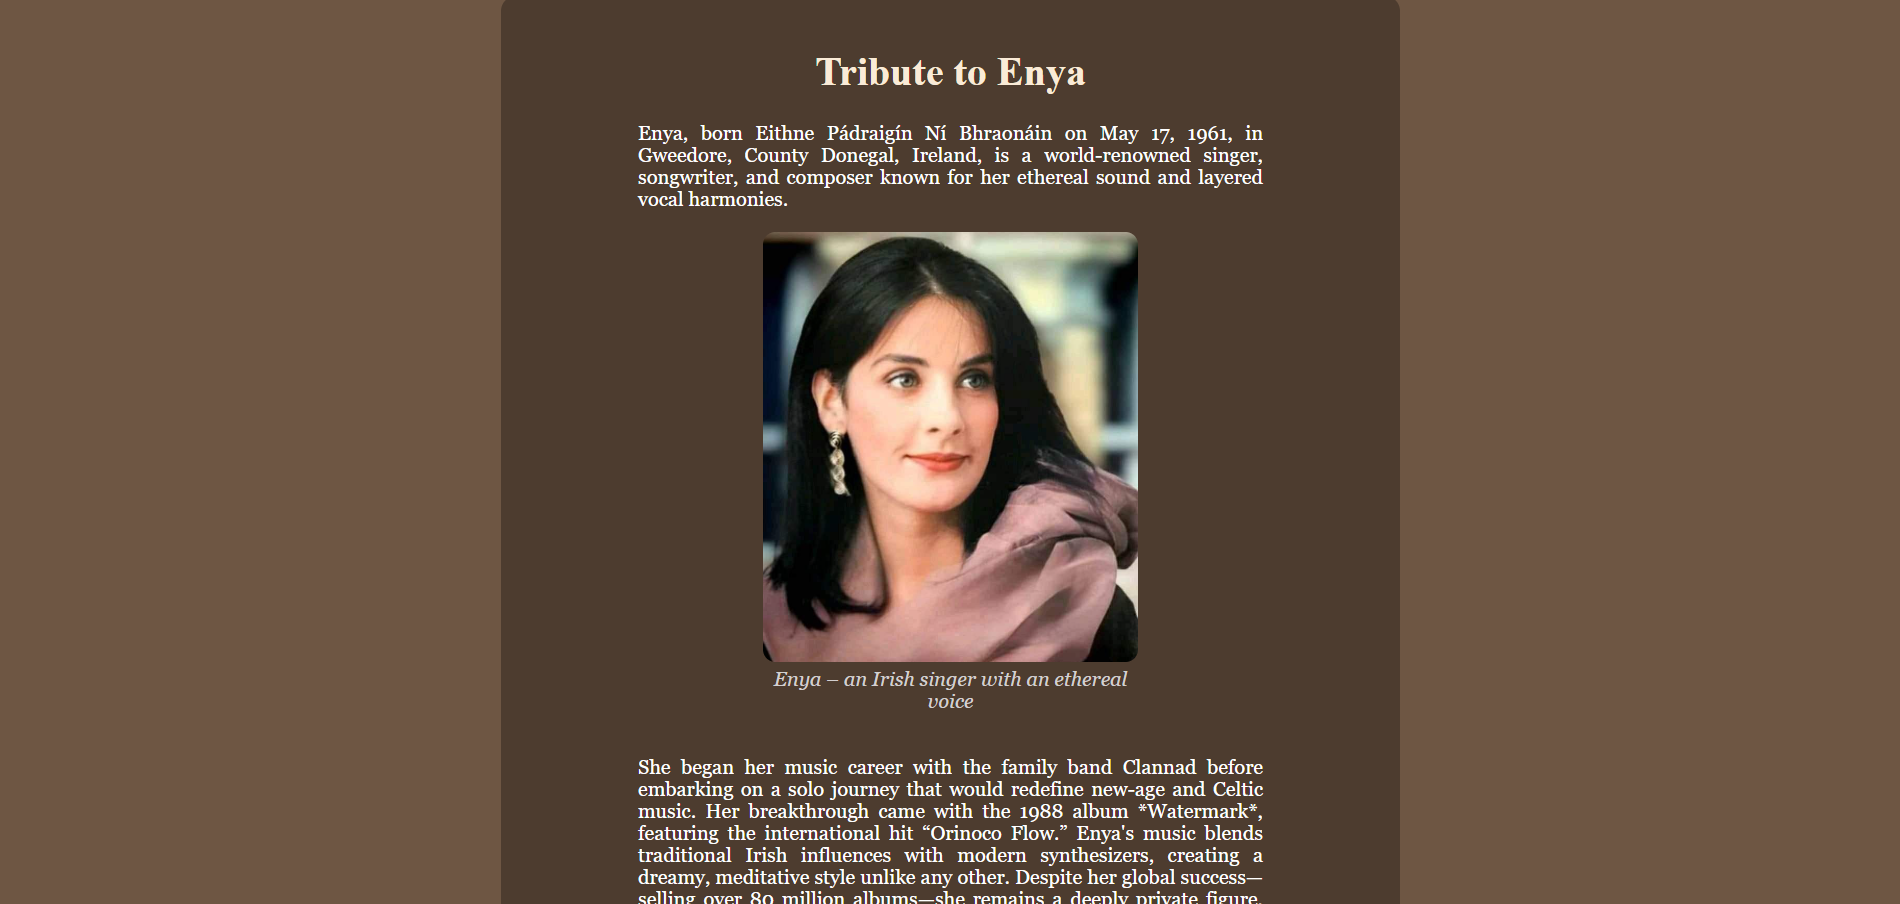 Tribute to Enya
Enya, born Eithne Pádraigín Ní Bhraonáin on May 17, 1961, in
Gweedore, County Donegal, Ireland, is a world-renowned singer,
songwriter, and composer known for her ethereal sound and layered
vocal harmonies.
Enya – an Irish singer with an ethereal
voice
She began her music career with the family band Clannad before
embarking on a solo journey that would redefine new-age and Celtic
music. Her breakthrough came with the 1988 album *Watermark*,
featuring the international hit “Orinoco Flow.” Enya's music blends
traditional Irish influences with modern synthesizers, creating a
dreamy, meditative style unlike any other. Despite her global success—
selling over 80 million albums—she remains a deeply private figure,